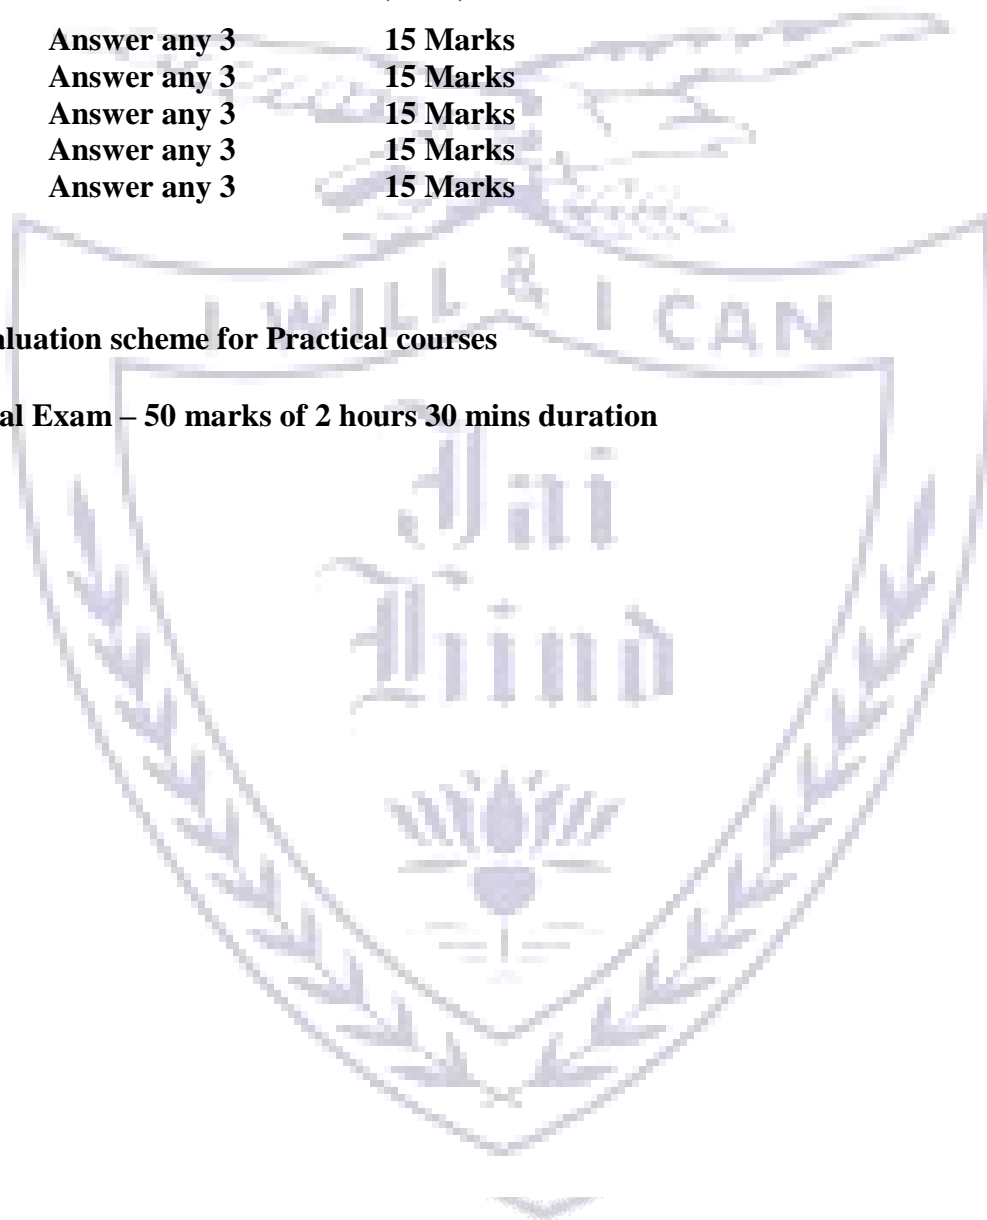 Answer any 3 15 Marks
Answer any 3 15 Marks
Answer any 3 15 Marks
Answer any 3 15 Marks
Answer any 3 15 Marks
I WILL & I CAN
aluation scheme for Practical courses
al Exam – 50 marks of 2 hours 30 mins duration
Jai
Hind